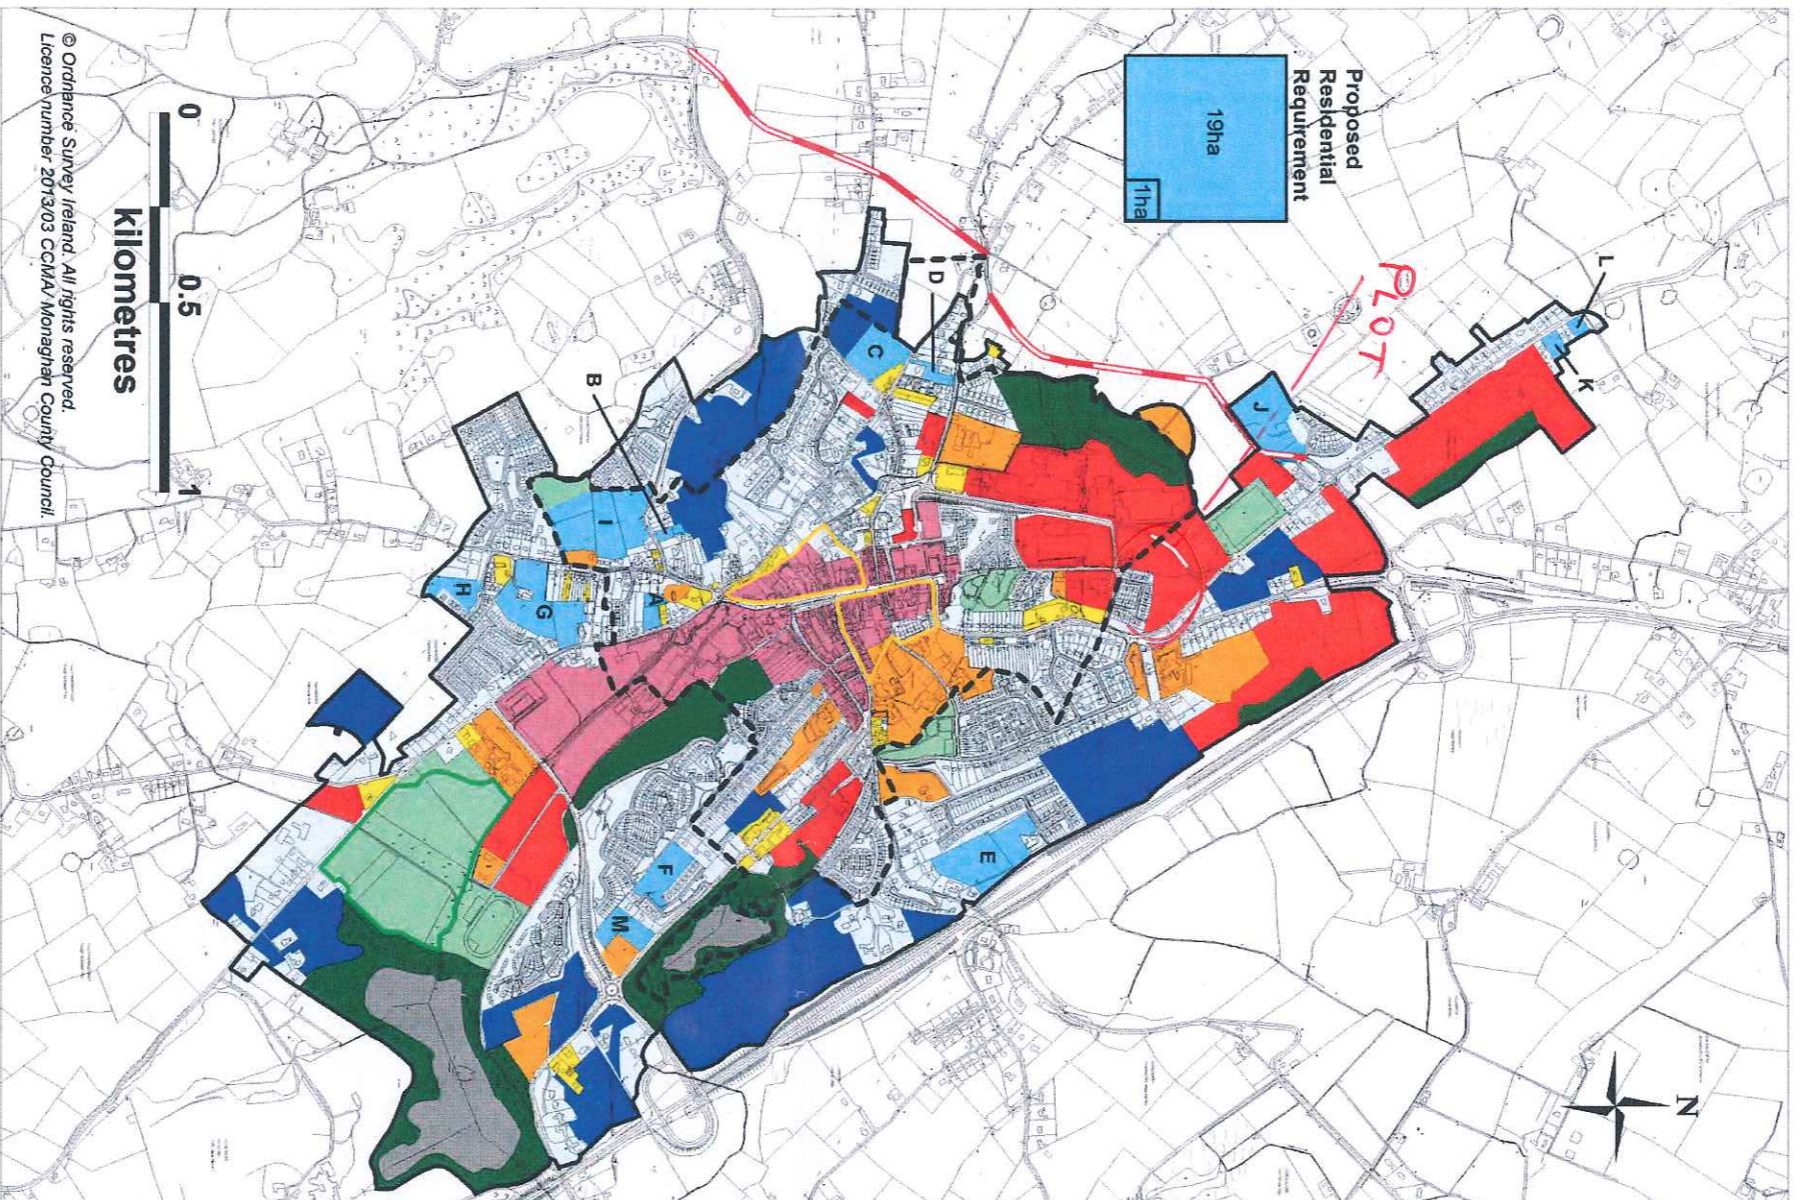 Proposed
Residential
Requirement
19ha
1ha
PLOT
L
K
J
D
C
B
I
A
H
G
E
F
M
N
0
0.5
1
kilometres
© Ordnance Survey Ireland. All rights reserved.
Licence number 2013/03 CCMA/ Monaghan County Council.